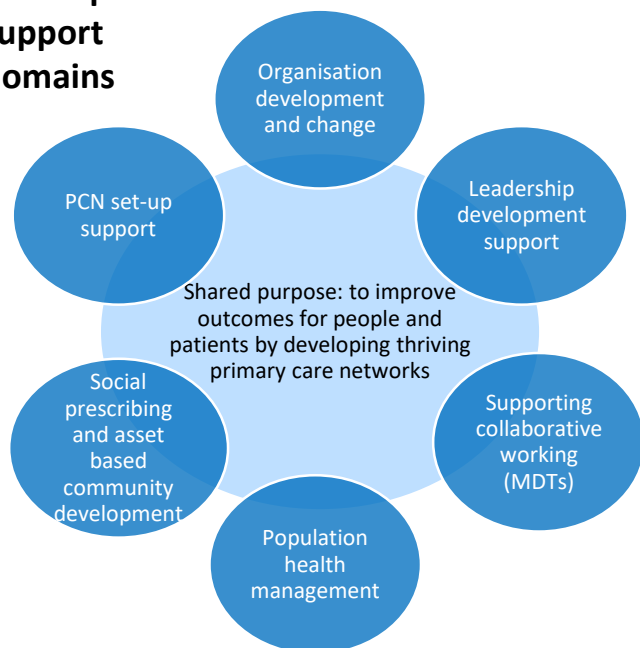 upport
omains
Organisation
development
and change
Leadership
development
support
Supporting
collaborative
working
(MDTs)
Population
health
management
Social
prescribing
and asset
based
community
development
PCN set-up
support
Shared purpose: to improve
outcomes for people and
patients by developing thriving
primary care networks